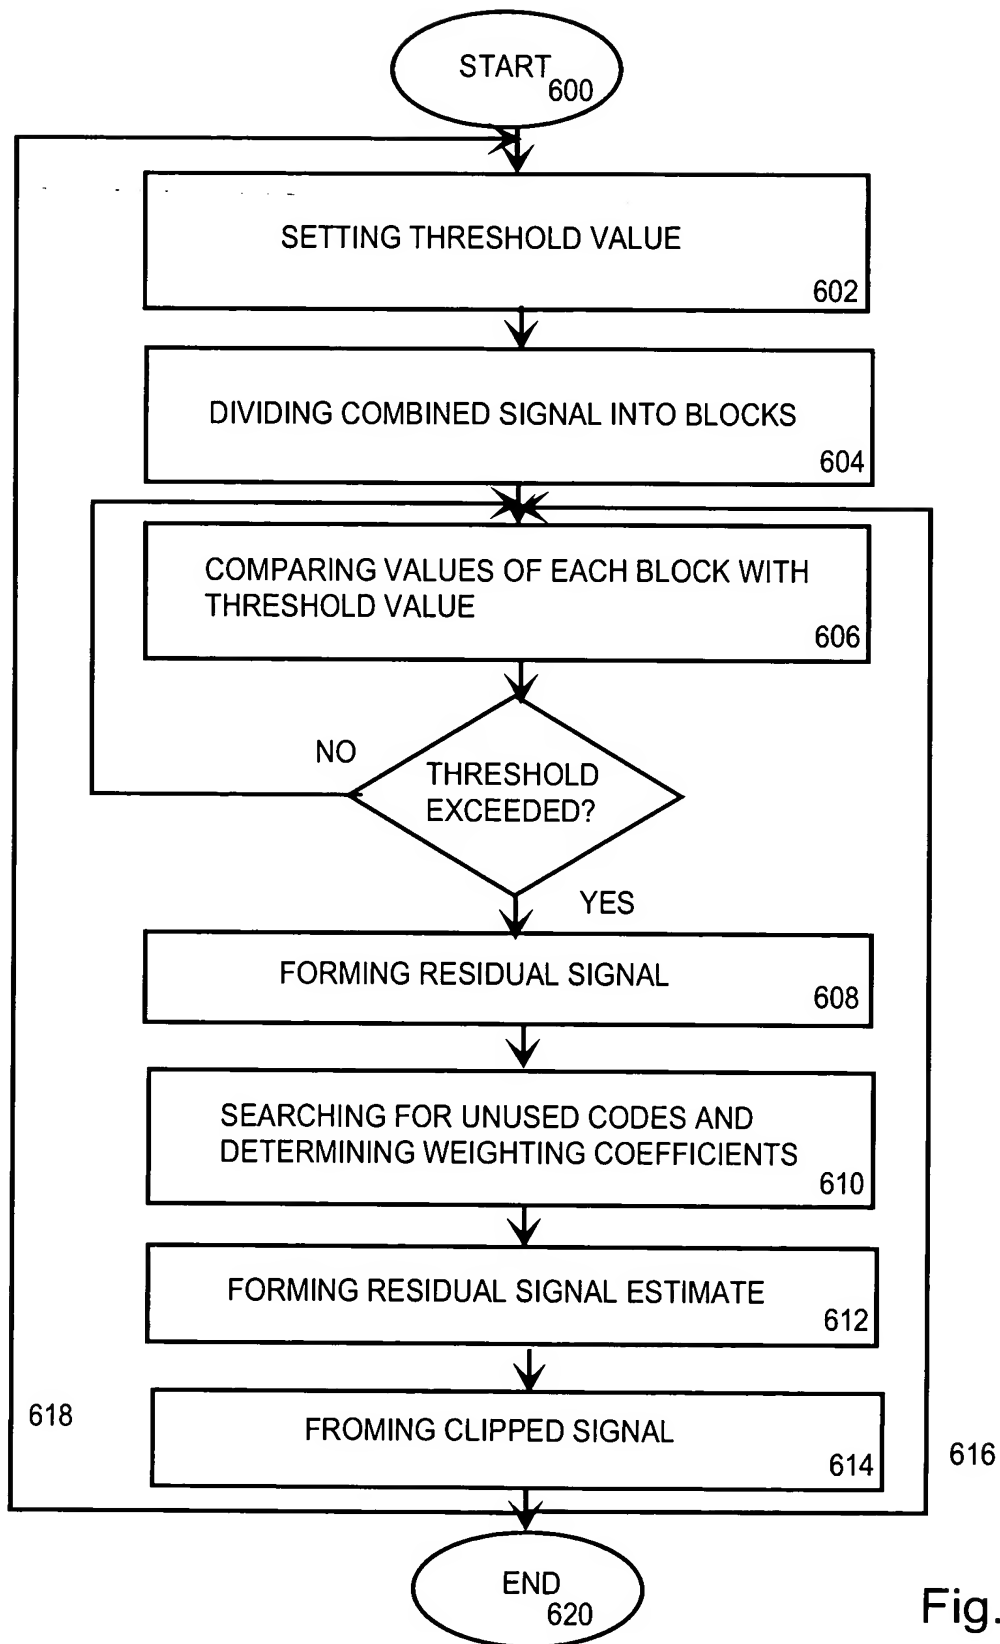 START
600
SETTING THRESHOLD VALUE
602
DIVIDING COMBINED SIGNAL INTO BLOCKS
604
COMPARING VALUES OF EACH BLOCK WITH
THRESHOLD VALUE
606
NO
THRESHOLD
EXCEEDED?
YES
FORMING RESIDUAL SIGNAL
608
SEARCHING FOR UNUSED CODES AND
DETERMINING WEIGHTING COEFFICIENTS
610
FORMING RESIDUAL SIGNAL ESTIMATE
612
618
FROMING CLIPPED SIGNAL
614
616
END
620
Fig.